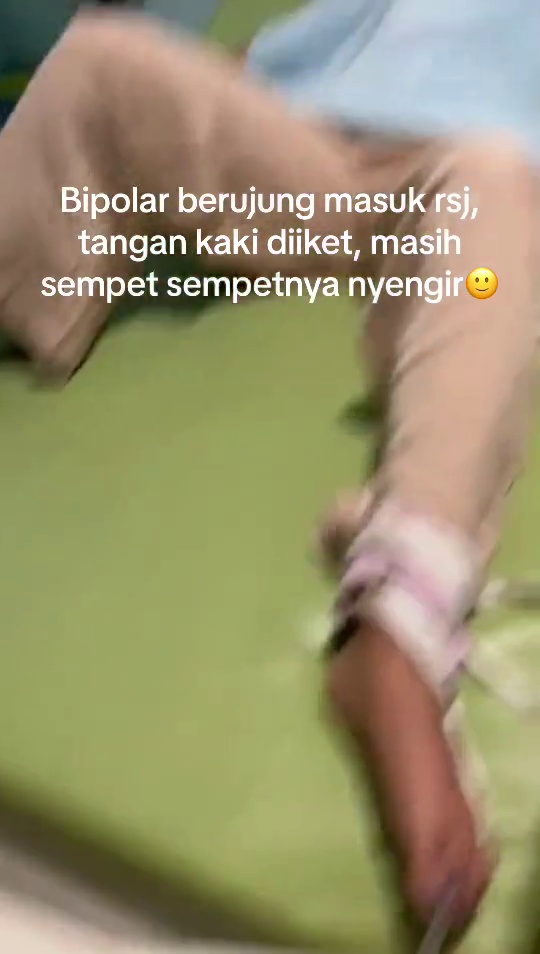 Bipolar berujung masuk rsj,
tangan kaki diiket, masih
sempet sempetnya nyengir🙂